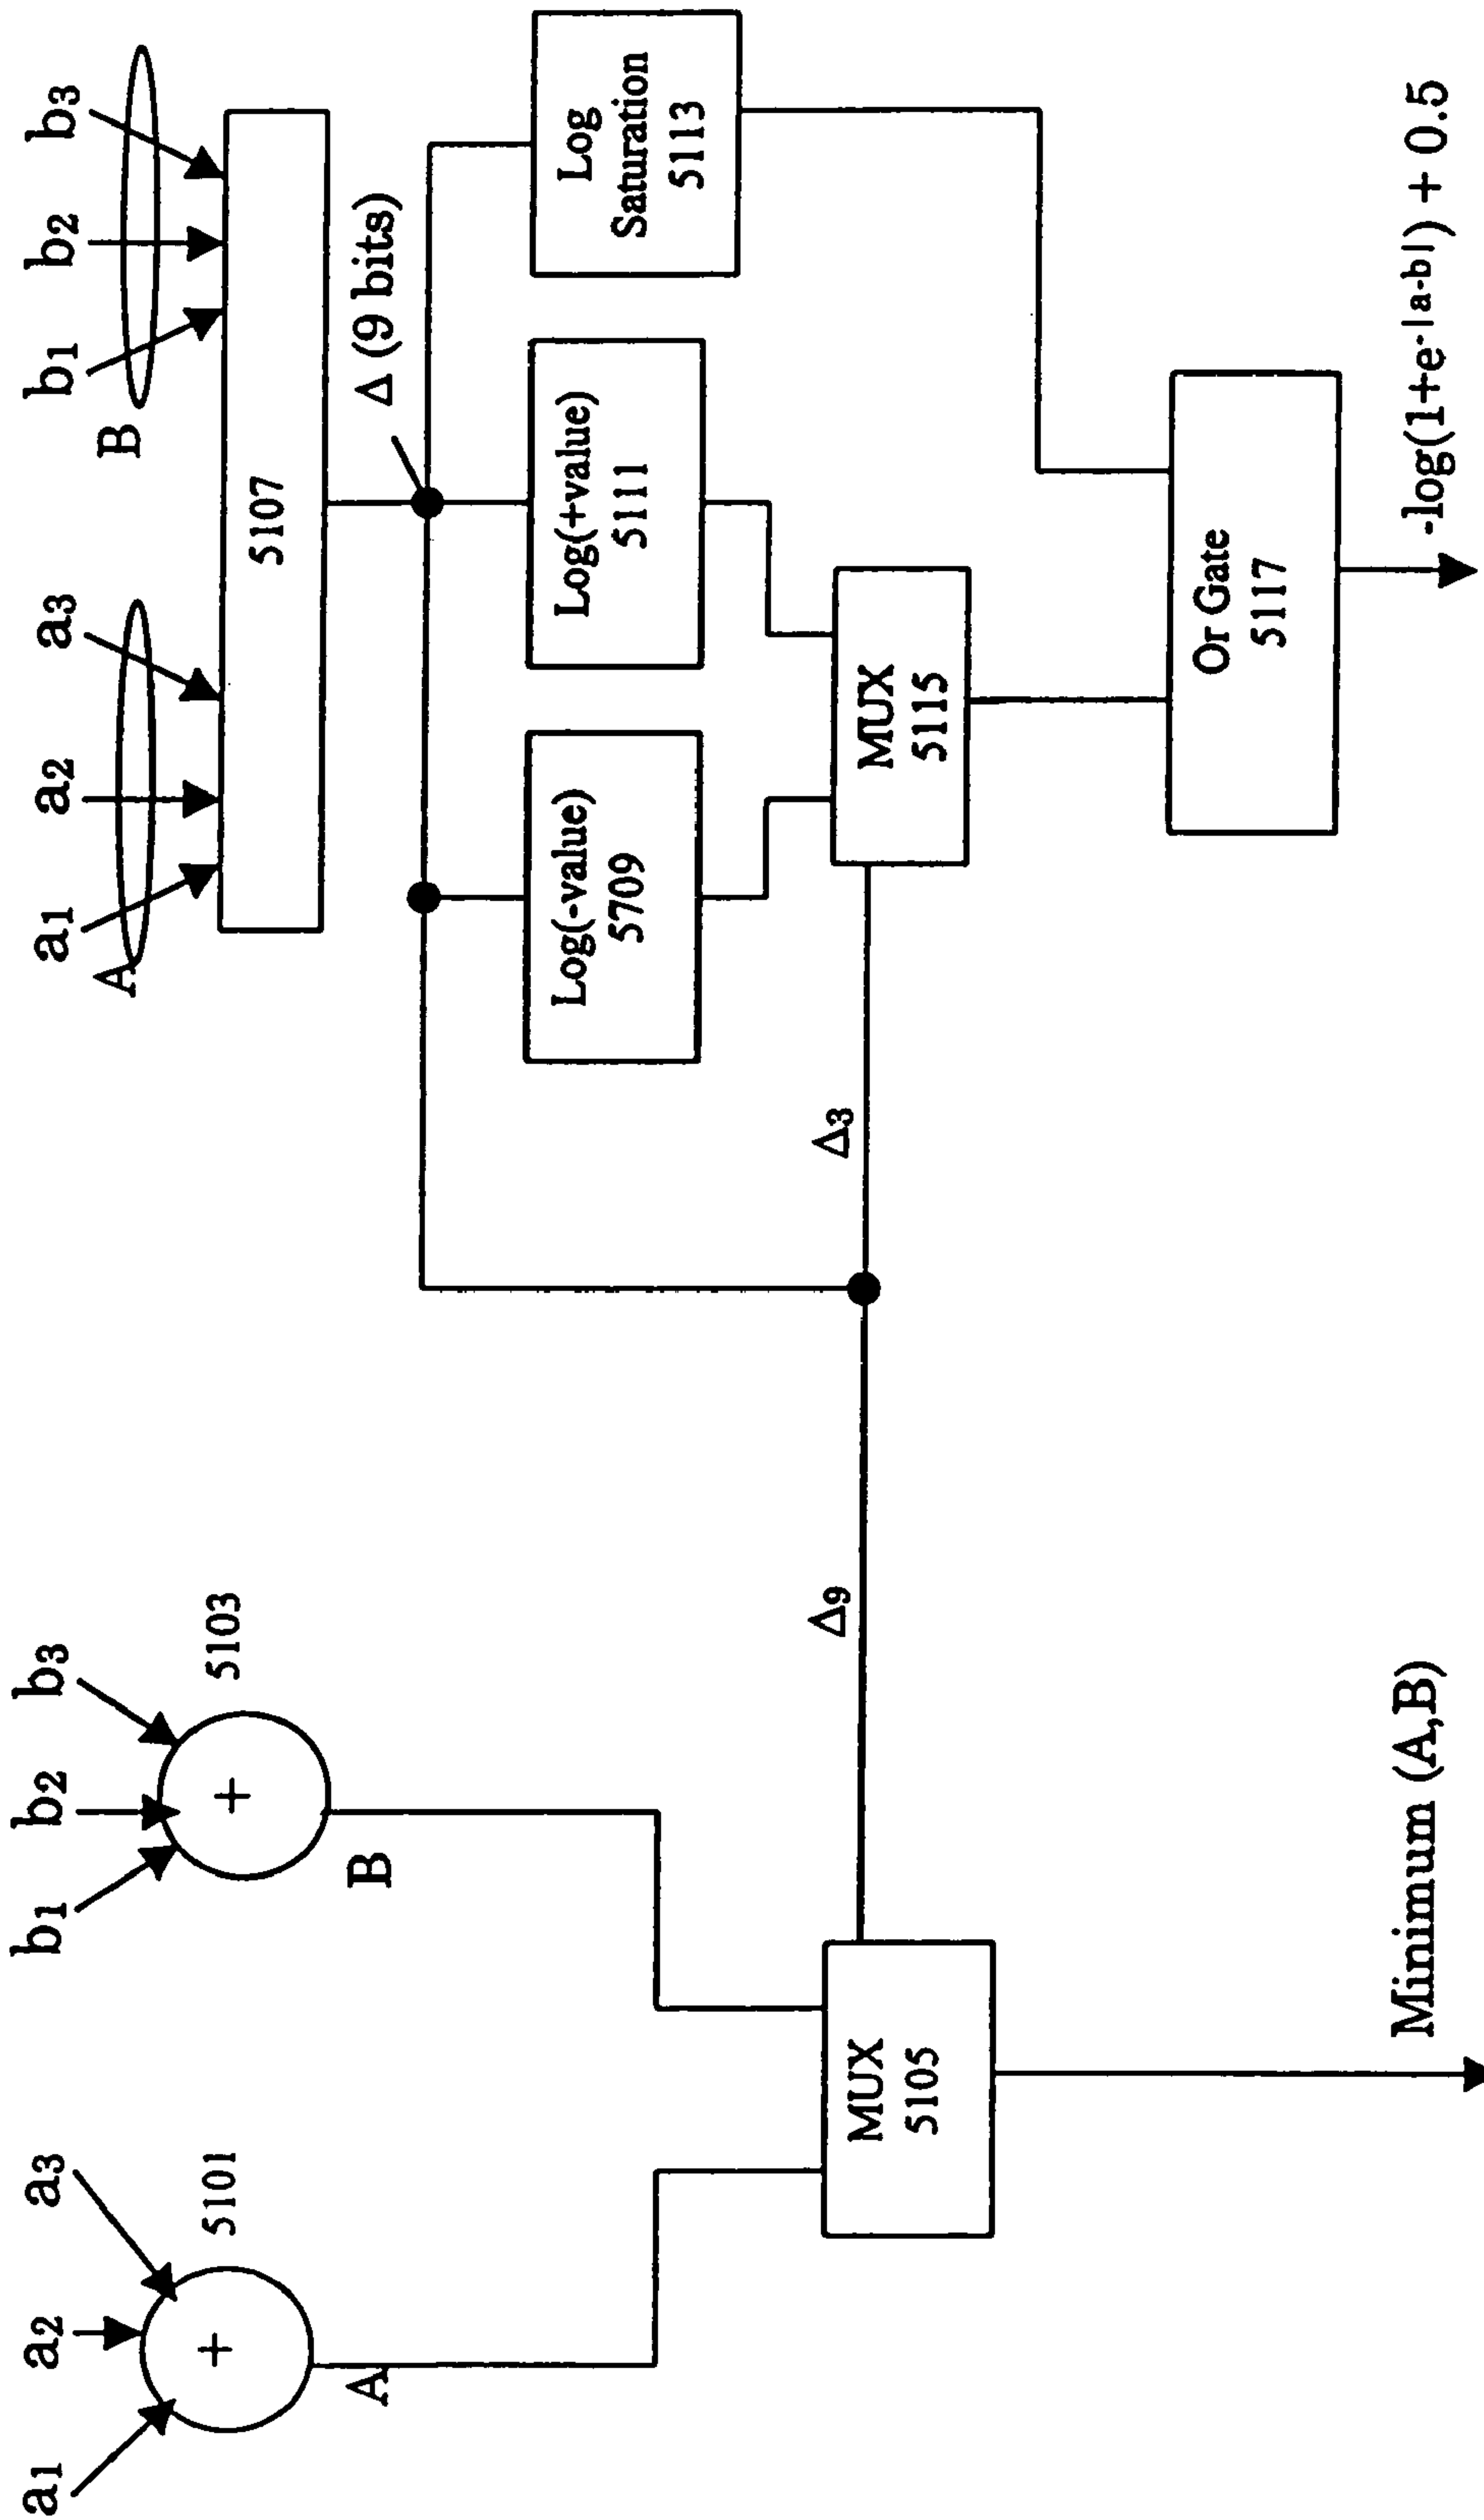 a1 a2 a3
5101
A
b1 b2 b3
5103
B
MUX
5105
Minimum (A,B)
Δ9
a1 a2 a3
A
b1 b2 b3
B
5107
Δ (9 bits)
Log(-value)
5709
Log(+value)
5111
Log
Saturation
5113
Δ8
MUX
5115
Or Gate
5117
-log(1+e-|a-b|) + 0.5